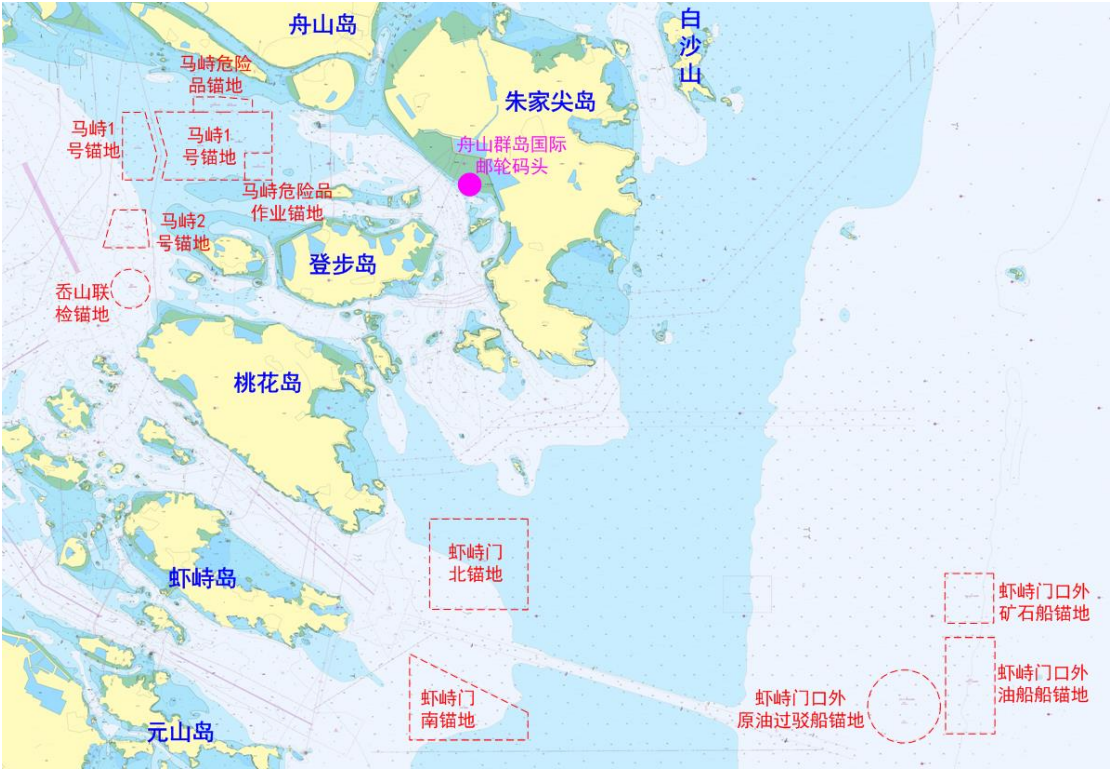 舟山岛
白沙山
马峙危险
品锚地
朱家尖岛
马峙1
号锚地
马峙1
号锚地
舟山群岛国际
邮轮码头
马峙危险品
作业锚地
马峙2
号锚地
登步岛
岙山联
检锚地
桃花岛
虾峙门
北锚地
虾峙岛
虾峙门口外
矿石船锚地
虾峙门
南锚地
虾峙门口外
原油过驳船锚地
虾峙门口外
油船船锚地
元山岛